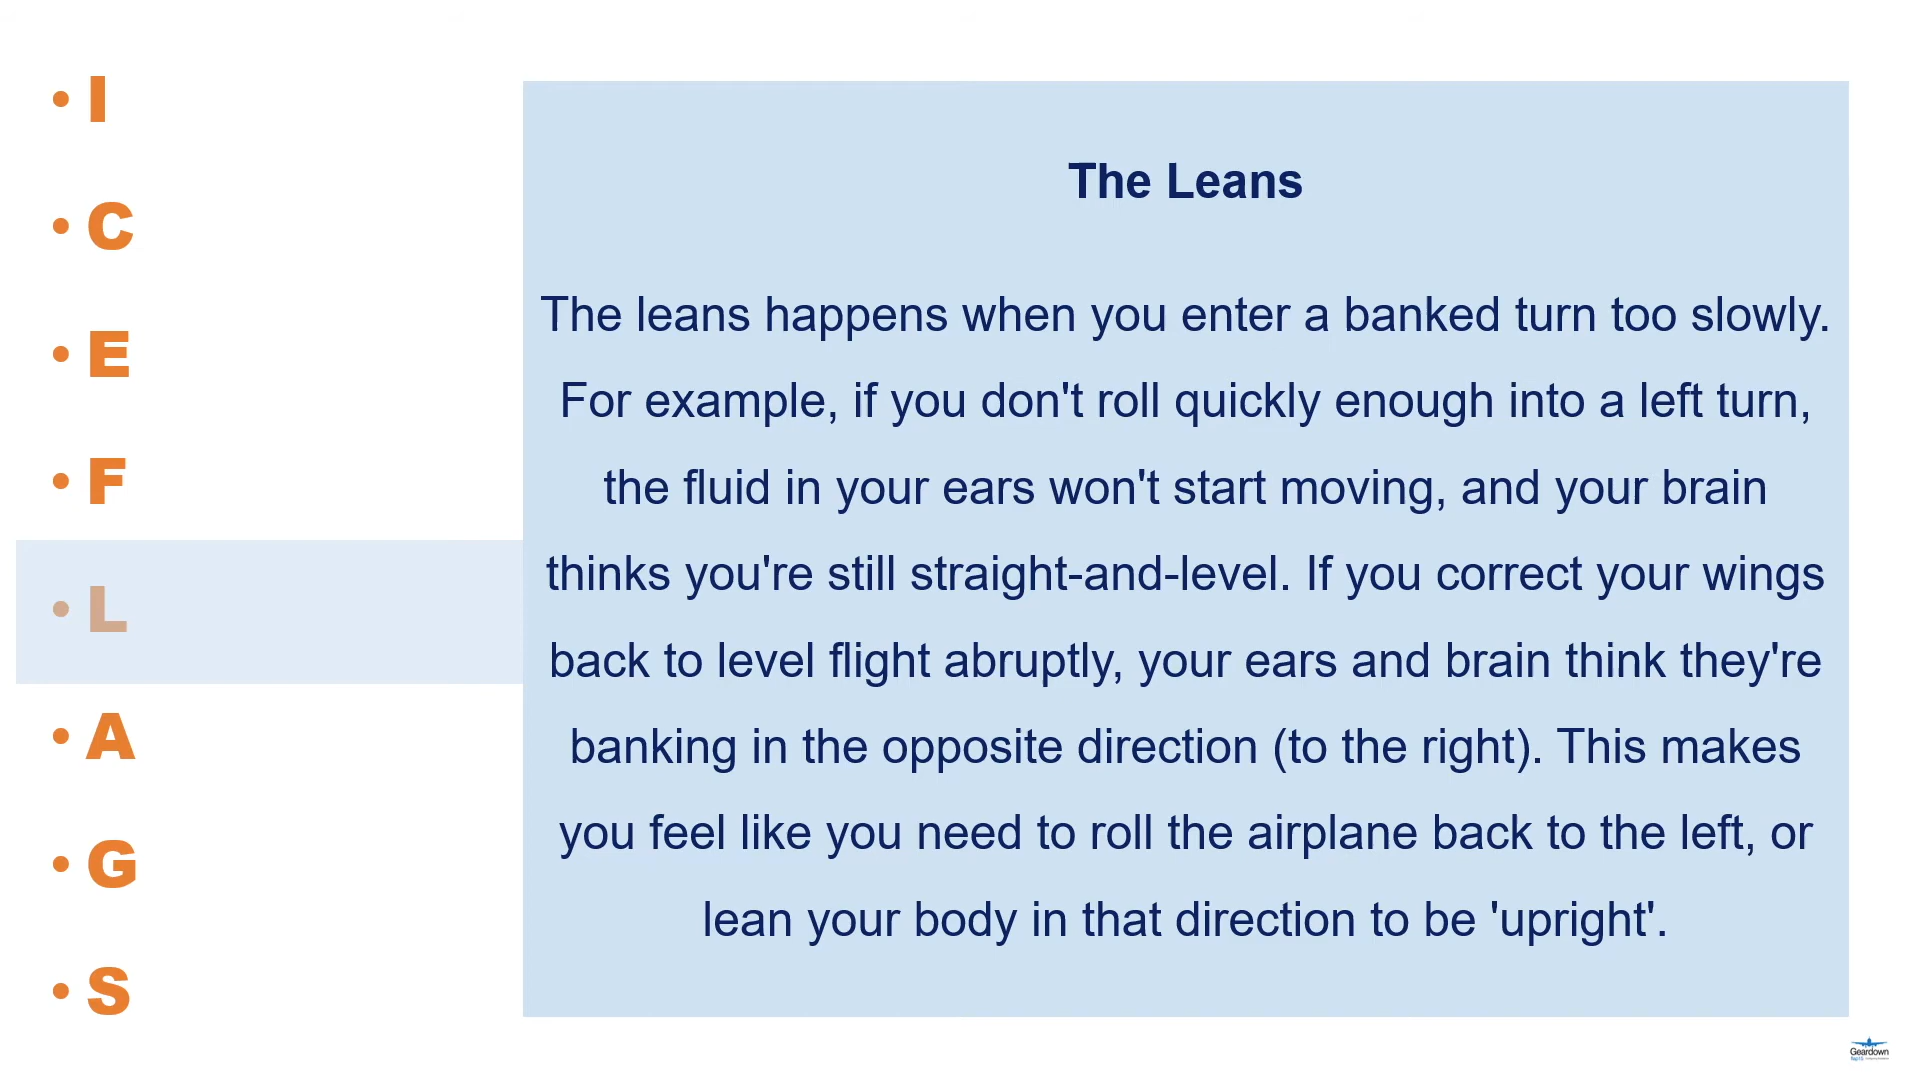 • I
• C
• E
• F
• L
• A
• G
• S
The Leans
The leans happens when you enter a banked turn too slowly.
For example, if you don't roll quickly enough into a left turn,
the fluid in your ears won't start moving, and your brain
thinks you're still straight-and-level. If you correct your wings
back to level flight abruptly, your ears and brain think they're
banking in the opposite direction (to the right). This makes
you feel like you need to roll the airplane back to the left, or
lean your body in that direction to be 'upright'.
Geardown